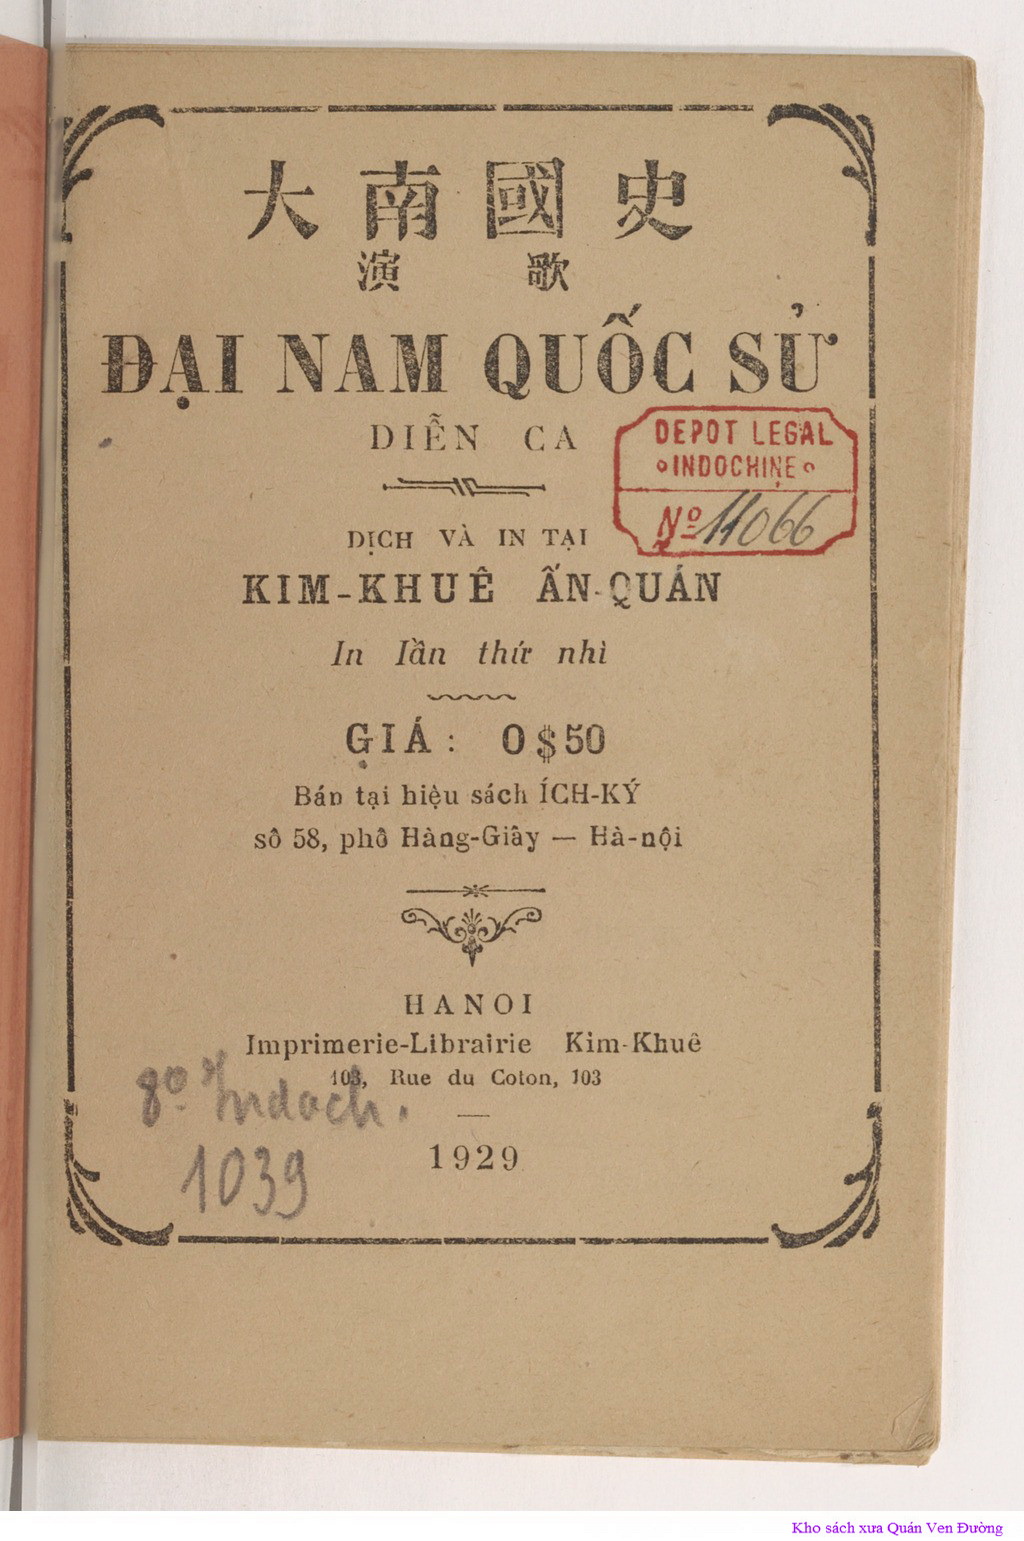 大南國史
演歌
ĐẠI NAM QUỐC SỬ
DIỄN CA
DEPOT LEGAL
INDOCHINE
Nº 11066
DỊCH VÀ IN TẠI
KIM-KHUÊ ẤN-QUÁN
In lần thứ nhì
GIÁ: 0$50
Bán tại hiệu sách ÍCH-KÝ
số 58, phố Hàng-Giầy — Hà-nội
HANOI
Imprimerie-Librairie Kim-Khuê
103, Rue du Coton, 103
8º Indoch.
1039
1929
Kho sách xưa Quán Ven Đường